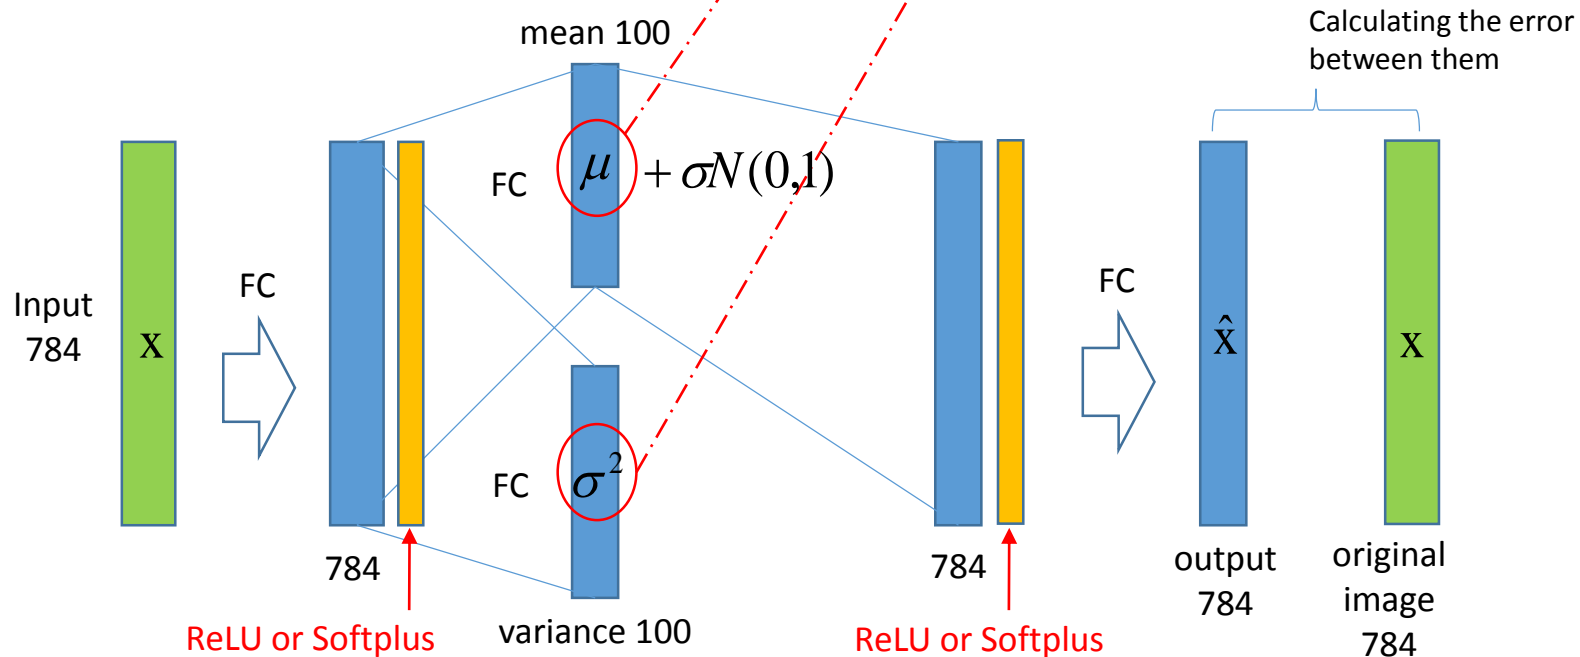 Calculating the error
between them
mean 100
FC
μ + σN(0,1)
Input
784
x
FC
FC
σ²
784
ReLU or Softplus
variance 100
784
ReLU or Softplus
FC
x̂
output
784
x
original
image
784